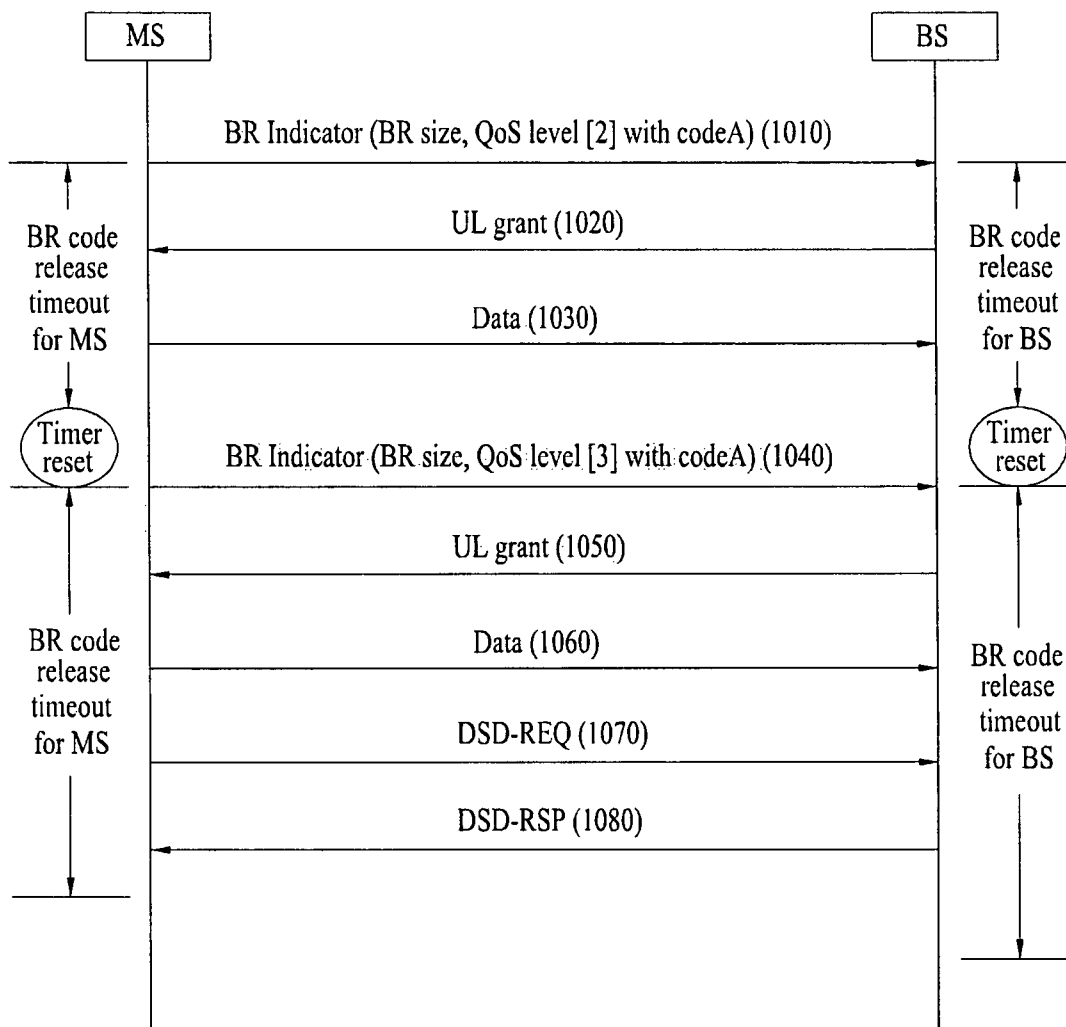 MS
BS
BR Indicator (BR size, QoS level [2] with codeA) (1010)
UL grant (1020)
BR code
release
timeout
for MS
BR code
release
timeout
for BS
Data (1030)
Timer
reset
Timer
reset
BR Indicator (BR size, QoS level [3] with codeA) (1040)
UL grant (1050)
BR code
release
timeout
for MS
Data (1060)
BR code
release
timeout
for BS
DSD-REQ (1070)
DSD-RSP (1080)